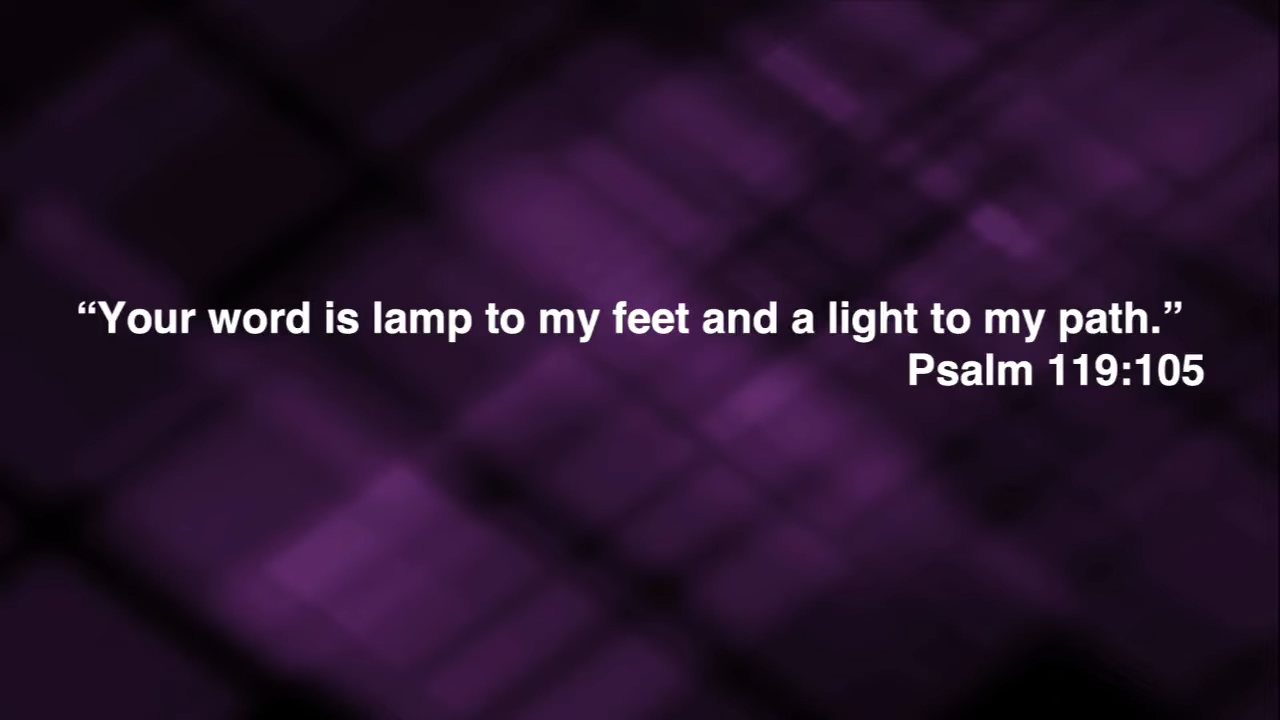 “Your word is lamp to my feet and a light to my path.”
Psalm 119:105